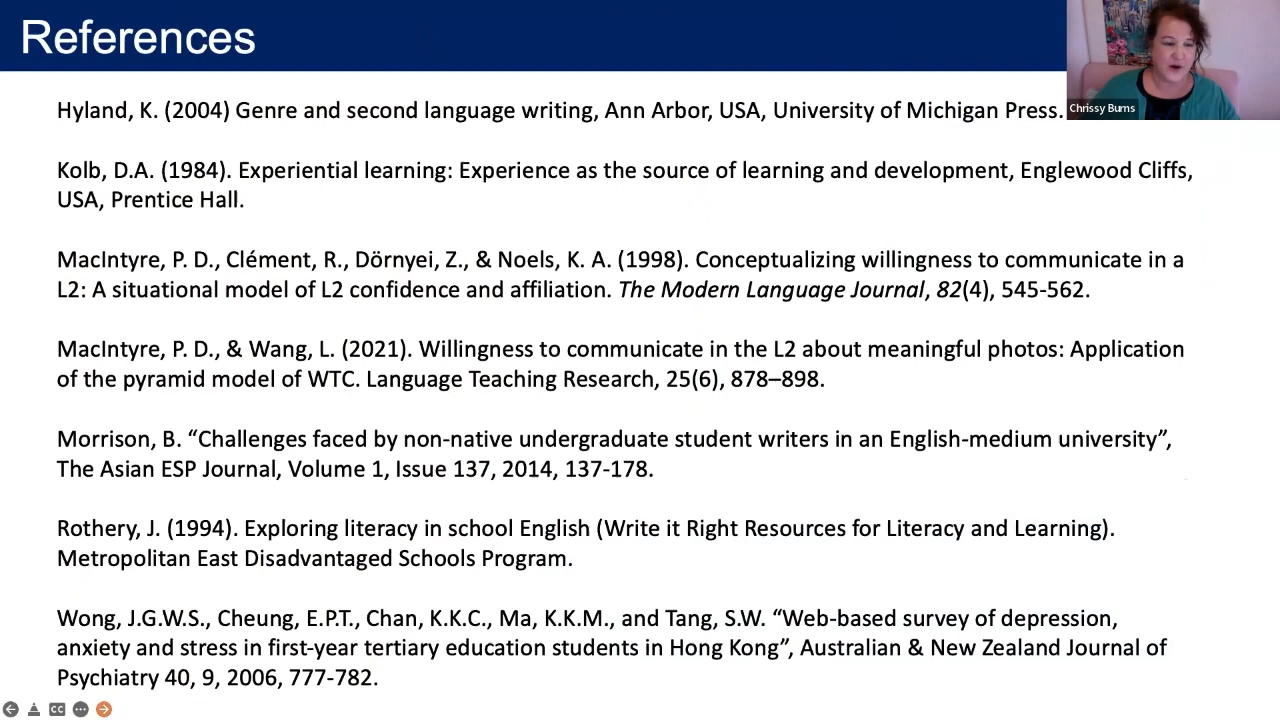 References
Chrissy Burns
Hyland, K. (2004) Genre and second language writing, Ann Arbor, USA, University of Michigan Press.
Kolb, D.A. (1984). Experiential learning: Experience as the source of learning and development, Englewood Cliffs,
USA, Prentice Hall.
MacIntyre, P. D., Clément, R., Dörnyei, Z., & Noels, K. A. (1998). Conceptualizing willingness to communicate in a
L2: A situational model of L2 confidence and affiliation. The Modern Language Journal, 82(4), 545-562.
MacIntyre, P. D., & Wang, L. (2021). Willingness to communicate in the L2 about meaningful photos: Application
of the pyramid model of WTC. Language Teaching Research, 25(6), 878–898.
Morrison, B. “Challenges faced by non-native undergraduate student writers in an English-medium university”,
The Asian ESP Journal, Volume 1, Issue 137, 2014, 137-178.
Rothery, J. (1994). Exploring literacy in school English (Write it Right Resources for Literacy and Learning).
Metropolitan East Disadvantaged Schools Program.
Wong, J.G.W.S., Cheung, E.P.T., Chan, K.K.C., Ma, K.K.M., and Tang, S.W. “Web-based survey of depression,
anxiety and stress in first-year tertiary education students in Hong Kong”, Australian & New Zealand Journal of
Psychiatry 40, 9, 2006, 777-782.
CC